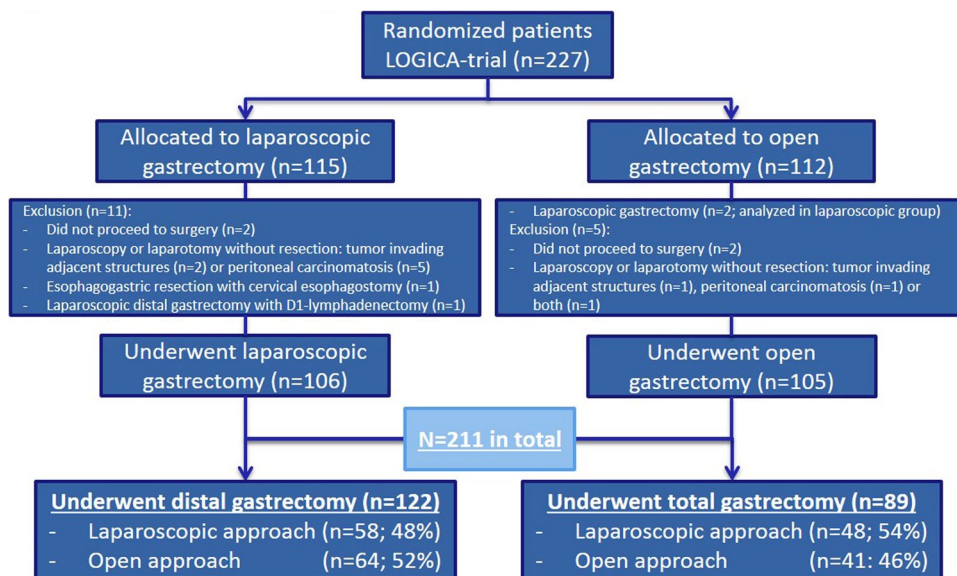 Randomized patients
LOGICA-trial (n=227)
Allocated to laparoscopic
gastrectomy (n=115)
Allocated to open
gastrectomy (n=112)
Exclusion (n=11):
- Did not proceed to surgery (n=2)
- Laparoscopy or laparotomy without resection: tumor invading
adjacent structures (n=2) or peritoneal carcinomatosis (n=5)
- Esophagogastric resection with cervical esophagostomy (n=1)
- Laparoscopic distal gastrectomy with D1-lymphadenectomy (n=1)
- Laparoscopic gastrectomy (n=2; analyzed in laparoscopic group)
Exclusion (n=5):
- Did not proceed to surgery (n=2)
- Laparoscopy or laparotomy without resection: tumor invading
adjacent structures (n=1), peritoneal carcinomatosis (n=1) or
both (n=1)
Underwent laparoscopic
gastrectomy (n=106)
Underwent open
gastrectomy (n=105)
N=211 in total
Underwent distal gastrectomy (n=122)
- Laparoscopic approach (n=58; 48%)
- Open approach (n=64; 52%)
Underwent total gastrectomy (n=89)
- Laparoscopic approach (n=48; 54%)
- Open approach (n=41: 46%)